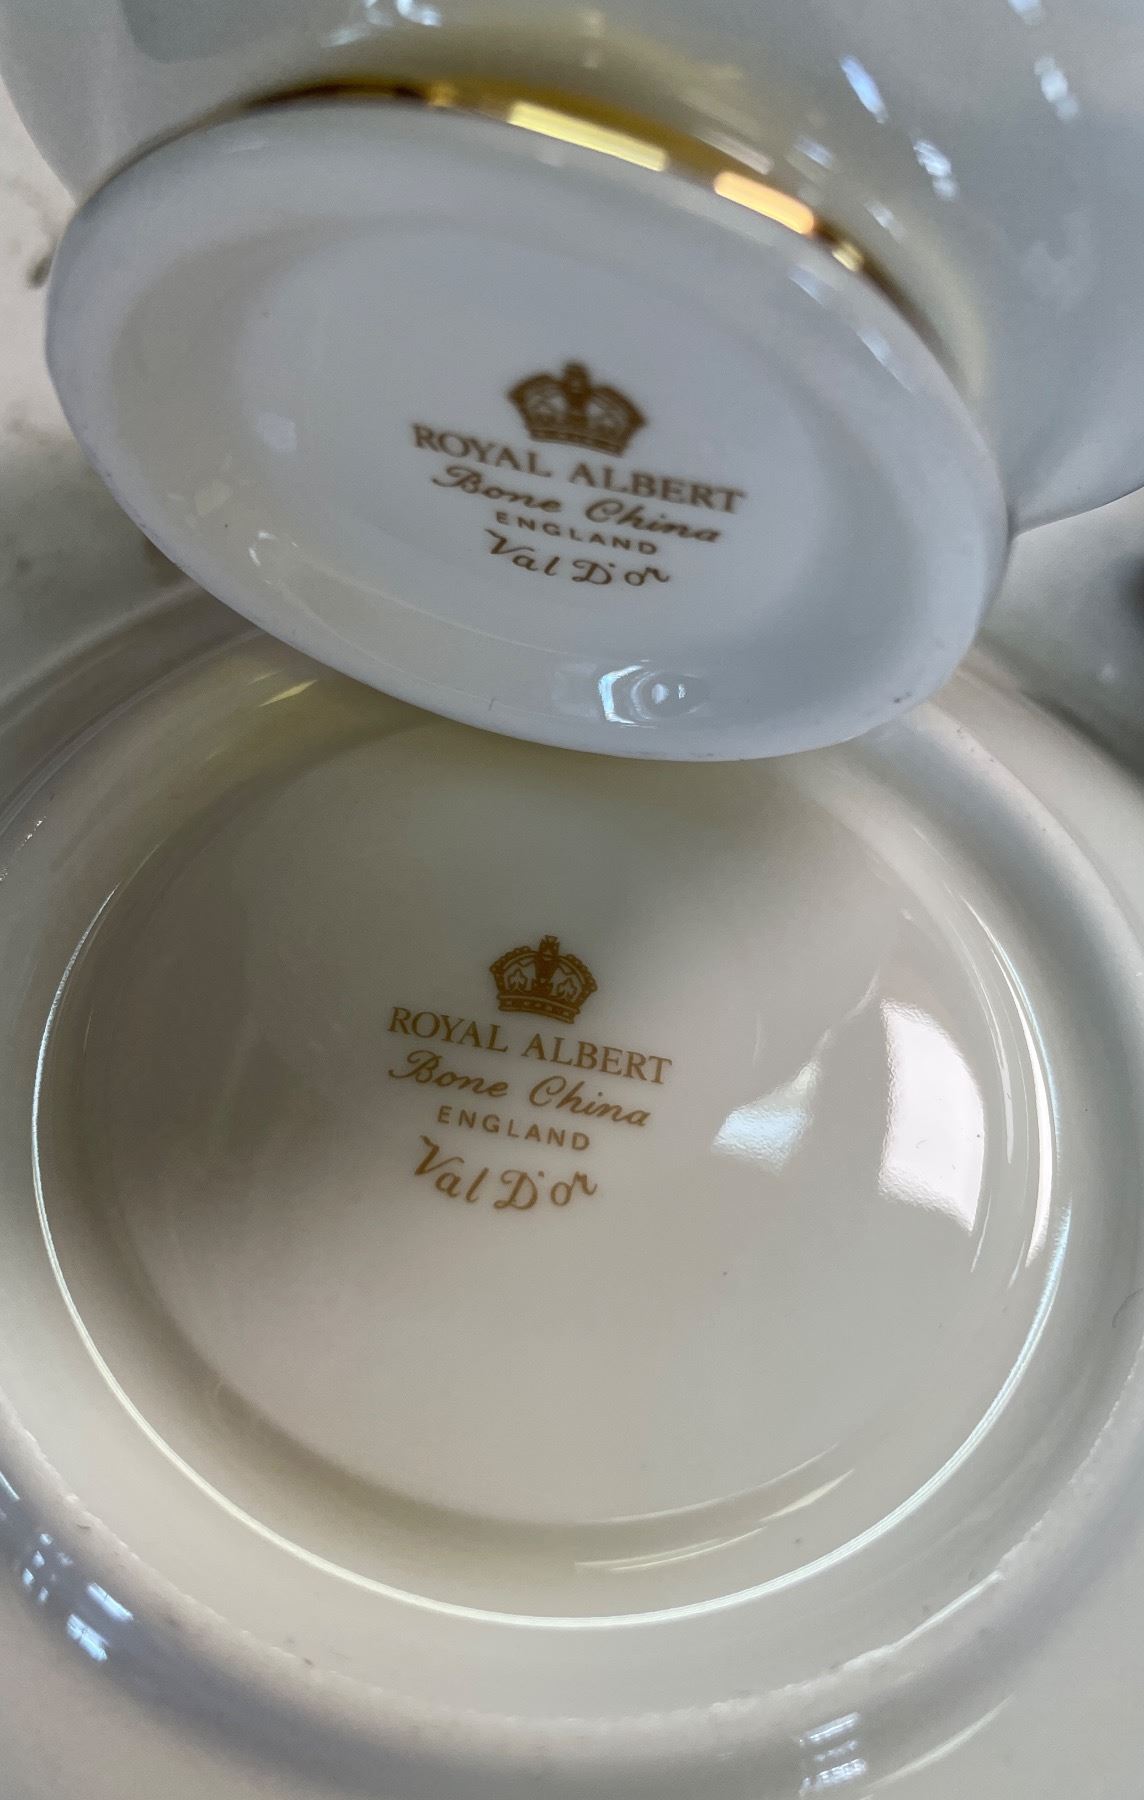 ROYAL ALBERT
Bone China
ENGLAND
Val D'or
ROYAL ALBERT
Bone China
ENGLAND
Val D'or